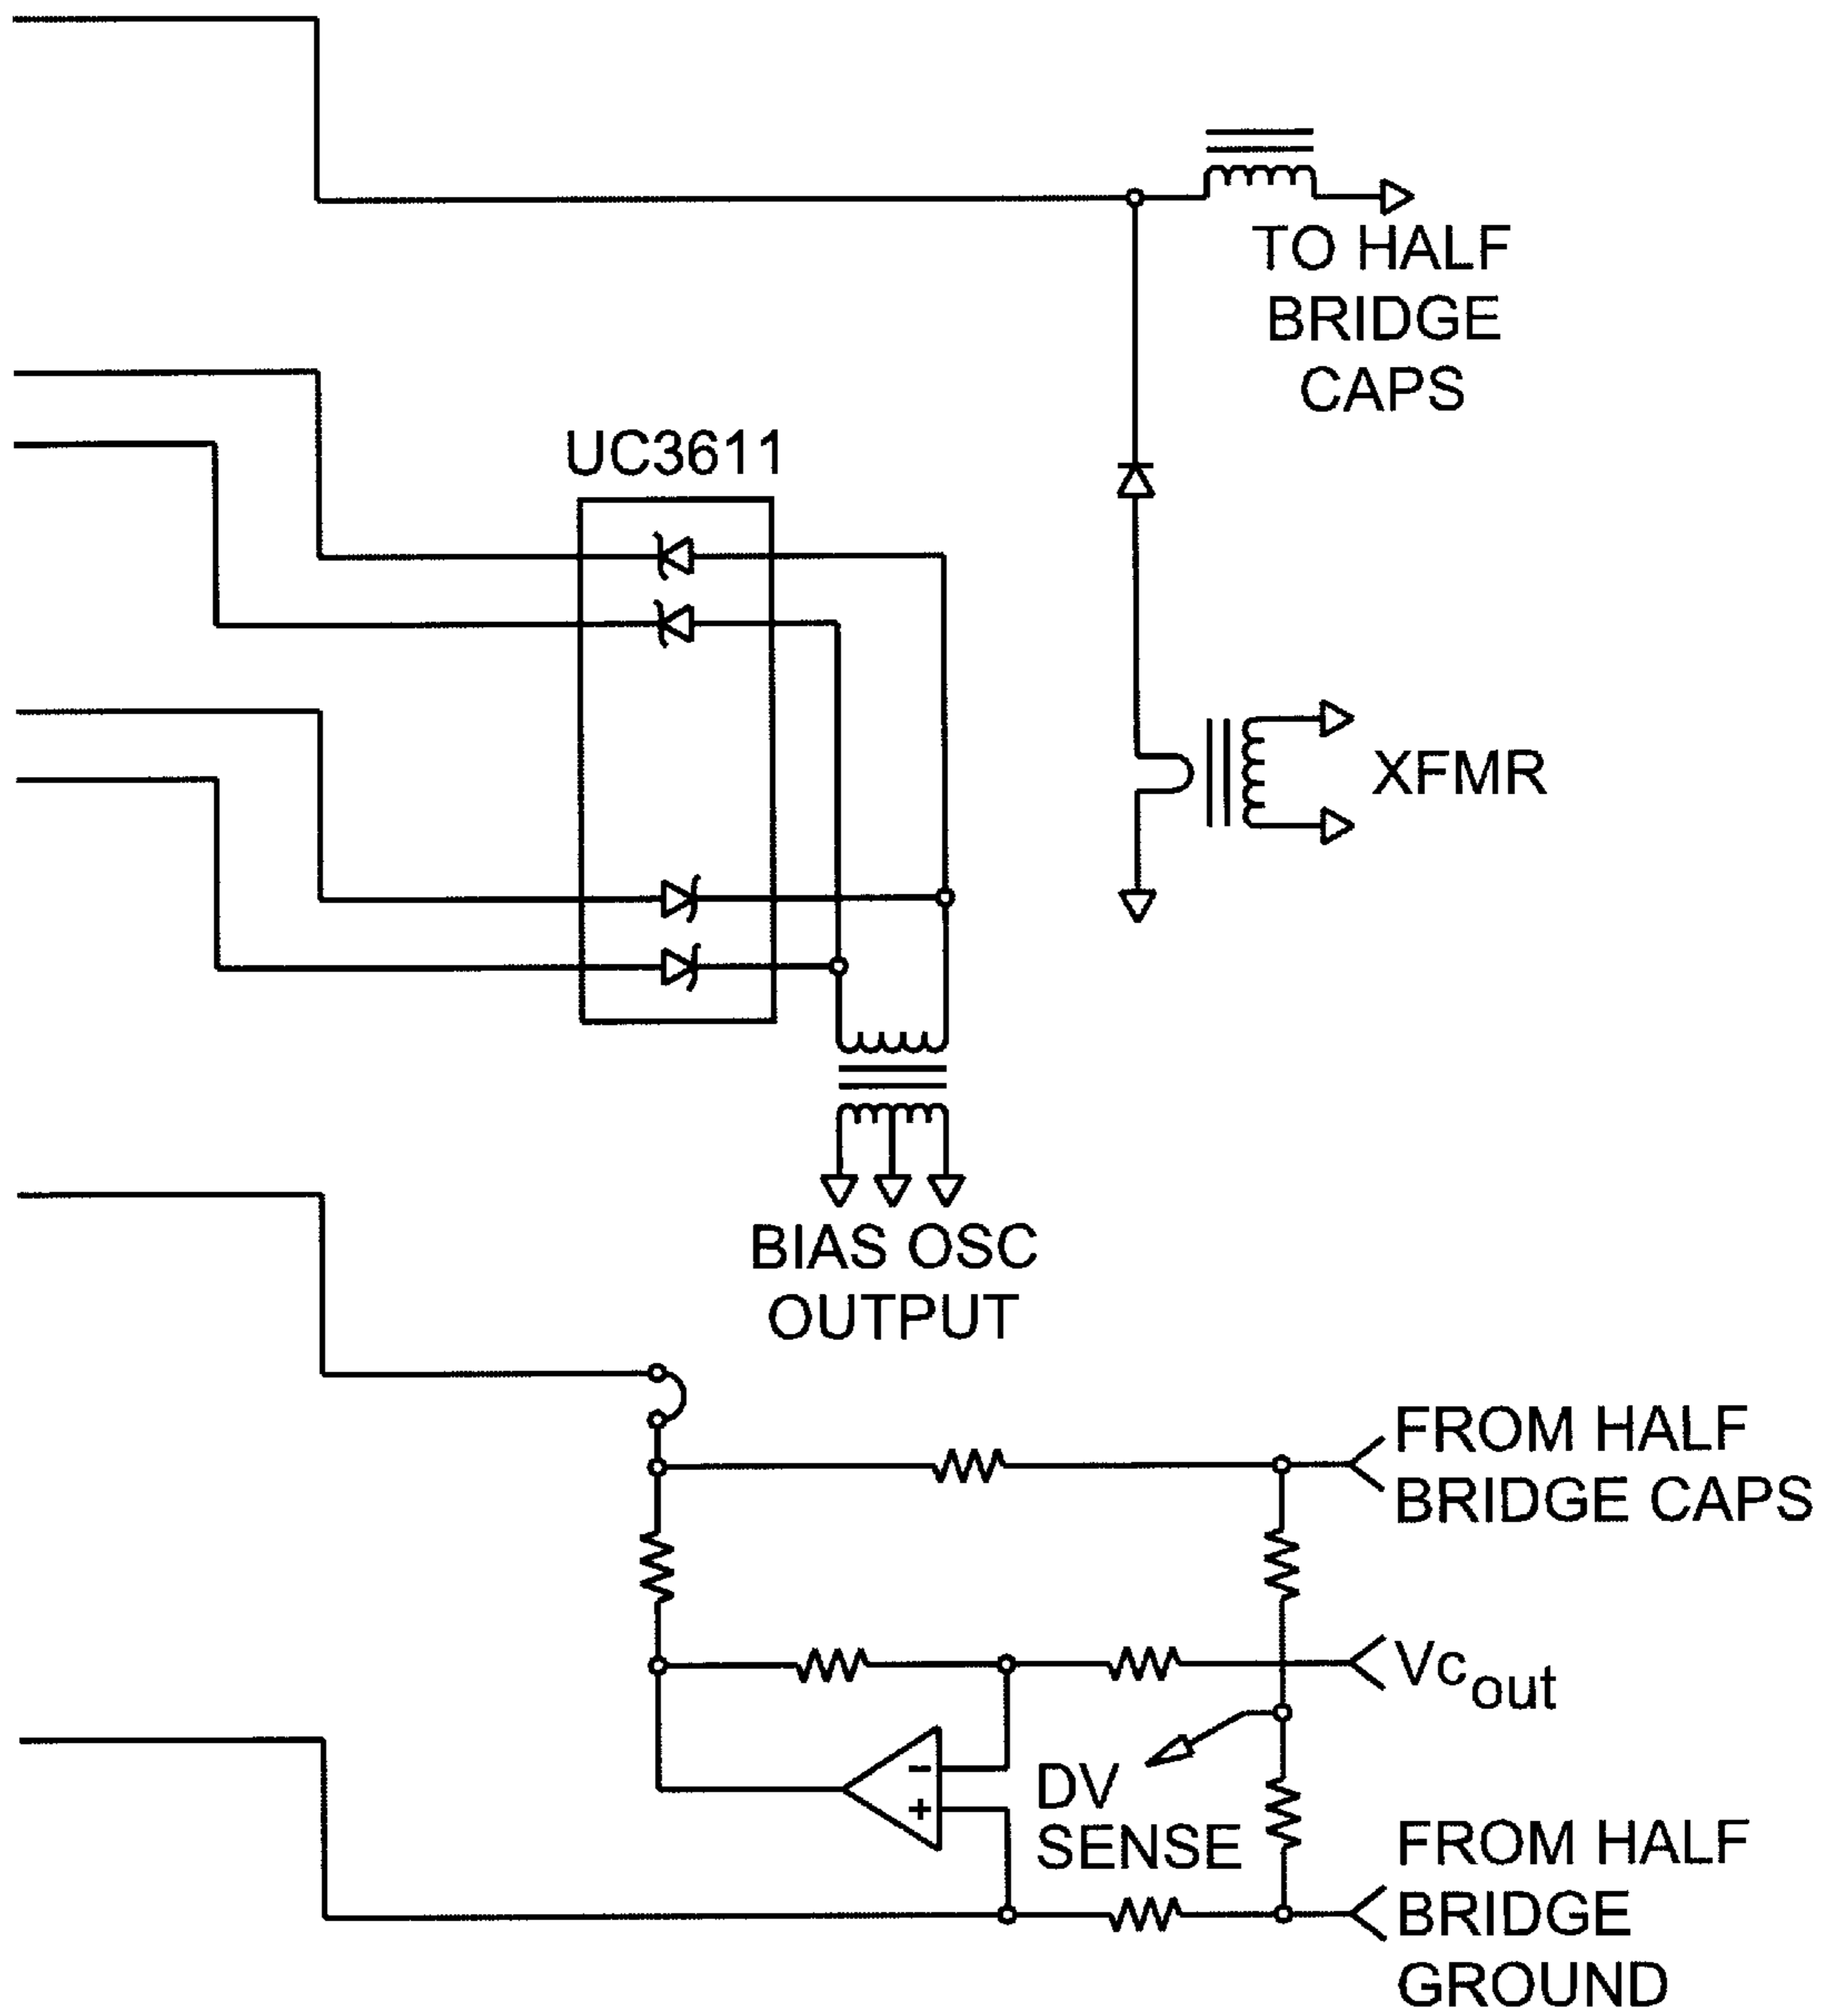 TO HALF
BRIDGE
CAPS
UC3611
XFMR
BIAS OSC
OUTPUT
FROM HALF
BRIDGE CAPS
Vcout
-
+
DV
SENSE
FROM HALF
BRIDGE
GROUND